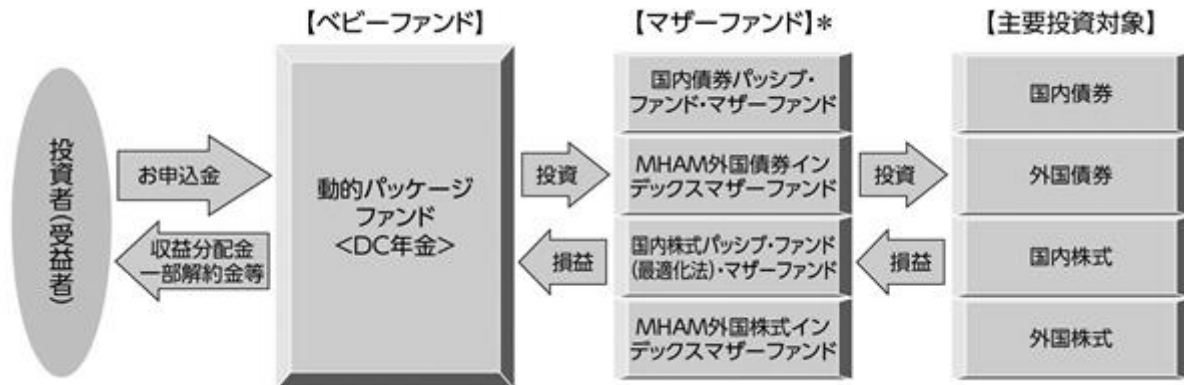 【ベビーファンド】
【マザーファンド】*
【主要投資対象】
投資者(受益者)
お申込金
収益分配金
一部解約金等
動的パッケージ
ファンド
<DC年金>
投資
損益
国内債券パッシブ・
ファンド・マザーファンド
MHAM外国債券イン
デックスマザーファンド
国内株式パッシブ・ファンド
(最適化法)・マザーファンド
MHAM外国株式イン
デックスマザーファンド
投資
損益
国内債券
外国債券
国内株式
外国株式